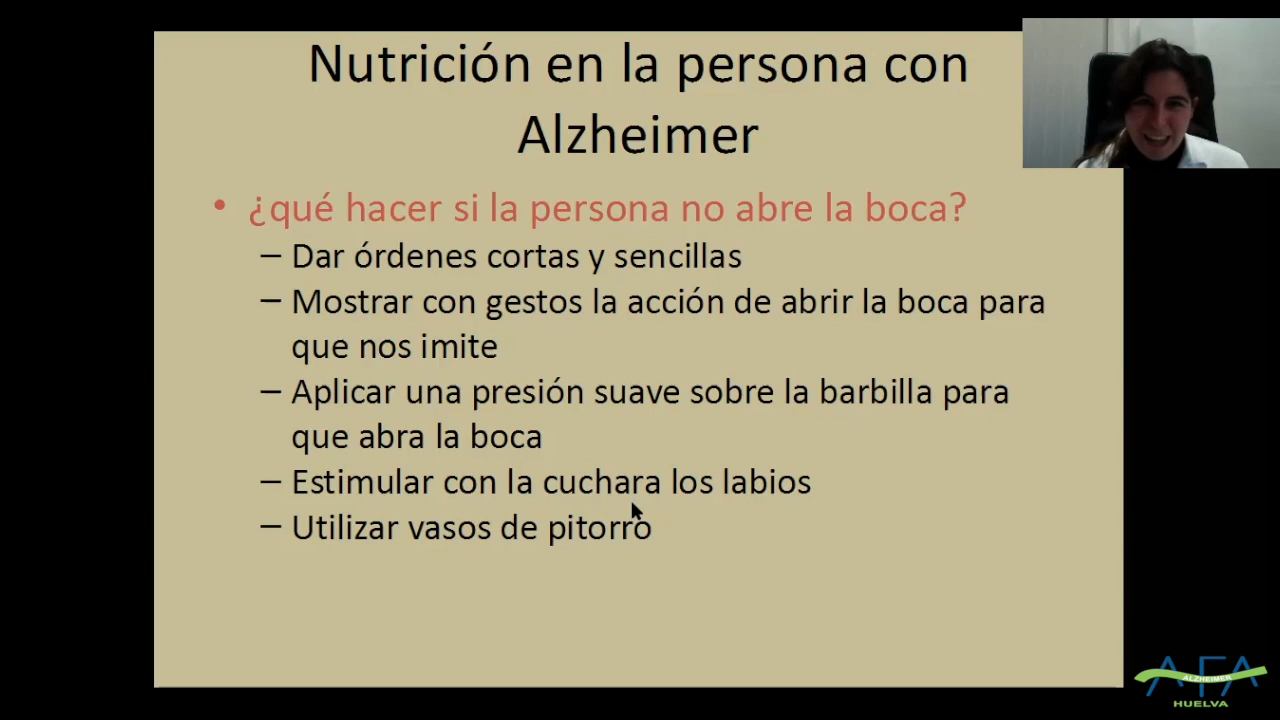 Nutrición en la persona con
Alzheimer
• ¿qué hacer si la persona no abre la boca?
– Dar órdenes cortas y sencillas
– Mostrar con gestos la acción de abrir la boca para
que nos imite
– Aplicar una presión suave sobre la barbilla para
que abra la boca
– Estimular con la cuchara los labios
– Utilizar vasos de pitorro
AFA
ALZHEIMER
HUELVA